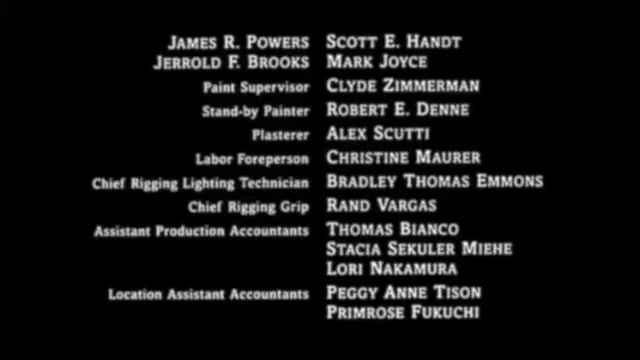 JAMES R. POWERS SCOTT E. HANDT
JERROLD F. BROOKS MARK JOYCE
Paint Supervisor CLYDE ZIMMERMAN
Stand-by Painter ROBERT E. DENNE
Plasterer ALEX SCUTTI
Labor Foreperson CHRISTINE MAURER
Chief Rigging Lighting Technician BRADLEY THOMAS EMMONS
Chief Rigging Grip RAND VARGAS
Assistant Production Accountants THOMAS BIANCO
STACIA SEKULER MIEHE
LORI NAKAMURA
Location Assistant Accountants PEGGY ANNE TISON
PRIMROSE FUKUCHI